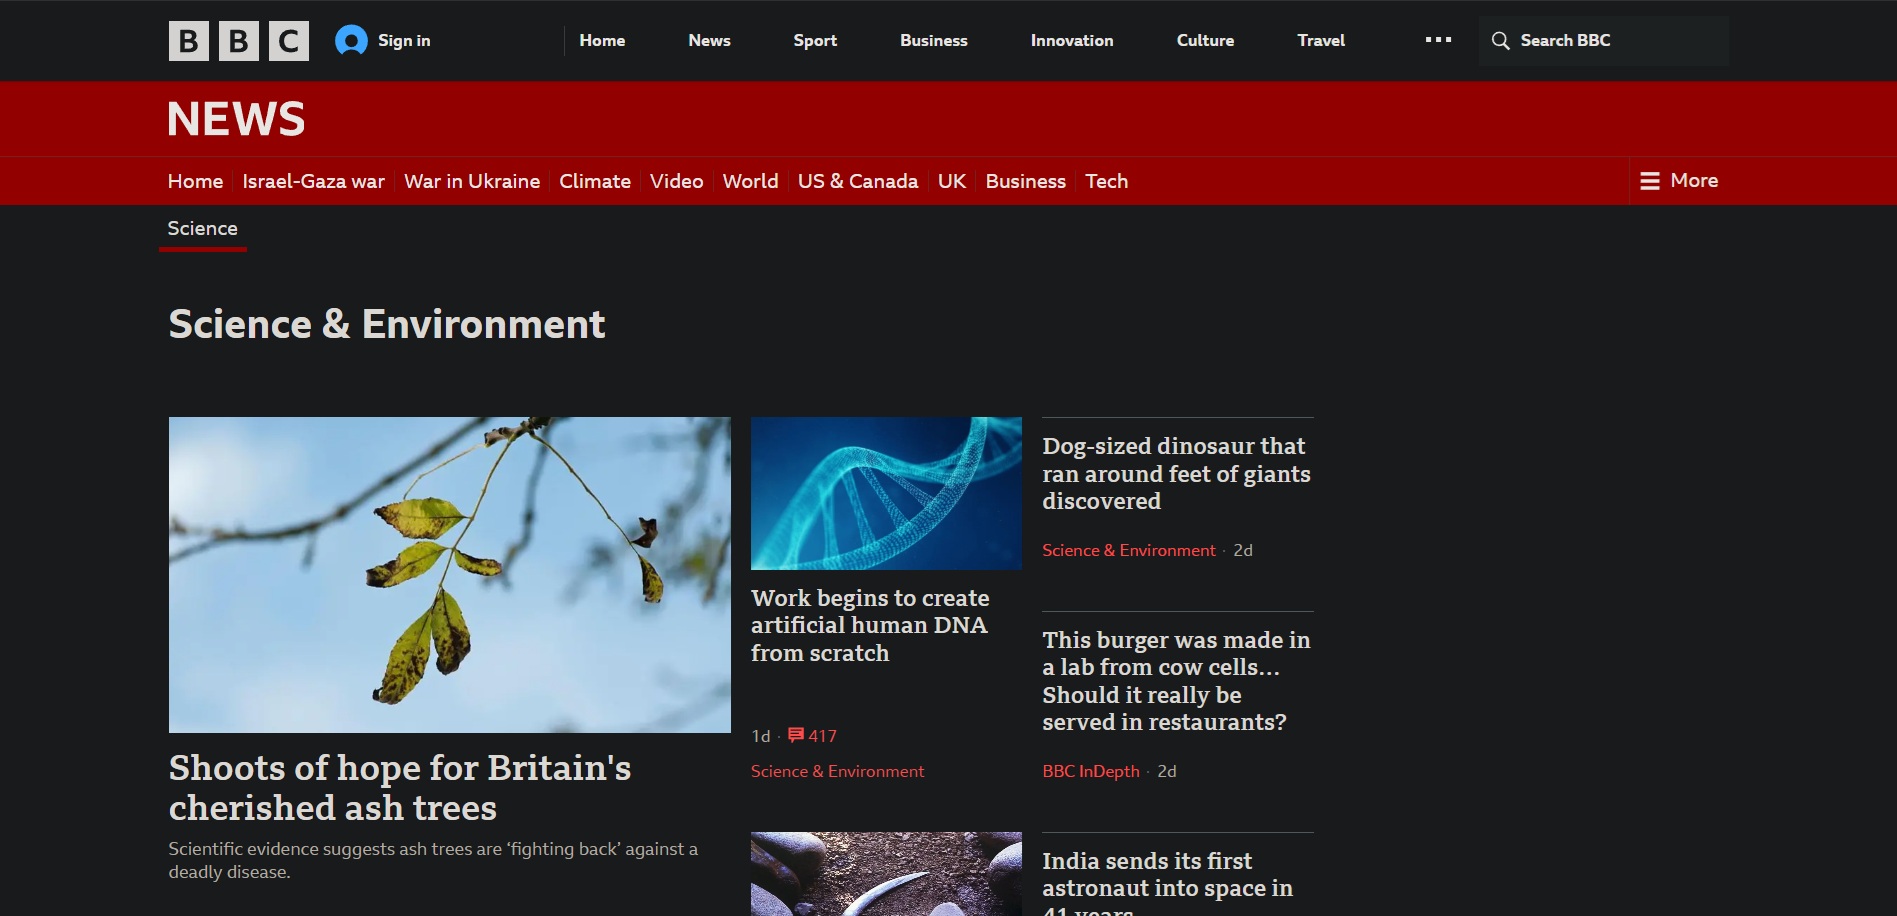 BBC
Sign in
Home
News
Sport
Business
Innovation
Culture
Travel
Search BBC
NEWS
Home
Israel-Gaza war
War in Ukraine
Climate
Video
World
US & Canada
UK
Business
Tech
More
Science
Science & Environment
Shoots of hope for Britain's
cherished ash trees
Scientific evidence suggests ash trees are ‘fighting back’ against a
deadly disease.
Work begins to create
artificial human DNA
from scratch
1d · 417
Science & Environment
Dog-sized dinosaur that
ran around feet of giants
discovered
Science & Environment · 2d
This burger was made in
a lab from cow cells...
Should it really be
served in restaurants?
BBC InDepth · 2d
India sends its first
astronaut into space in
41 years